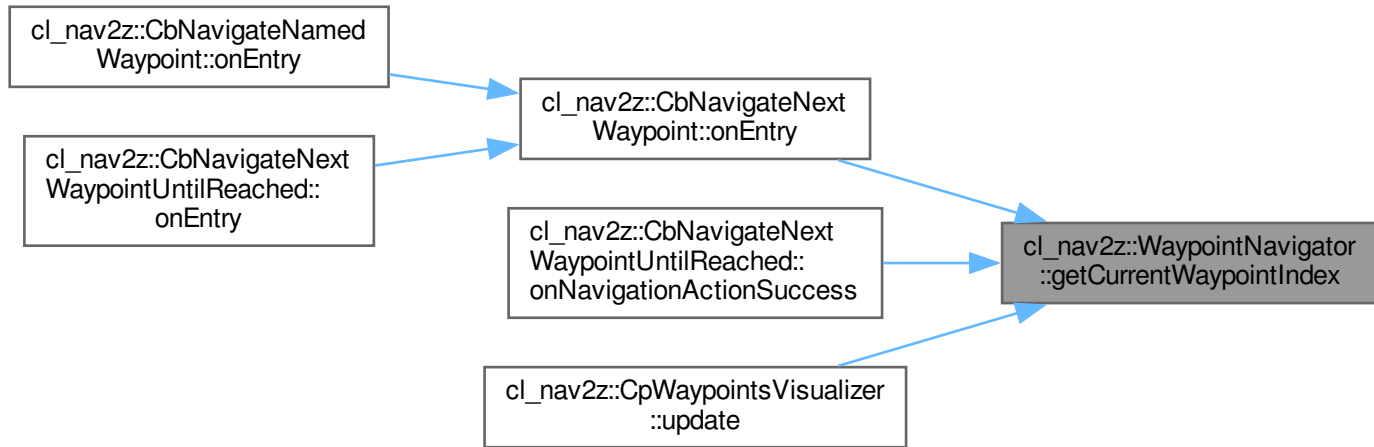 cl_nav2z::CbNavigateNamed
Waypoint::onEntry
cl_nav2z::CbNavigateNext
WaypointUntilReached::
onEntry
cl_nav2z::CbNavigateNext
Waypoint::onEntry
cl_nav2z::CbNavigateNext
WaypointUntilReached::
onNavigationActionSuccess
cl_nav2z::CpWaypointsVisualizer
::update
cl_nav2z::WaypointNavigator
::getCurrentWaypointIndex